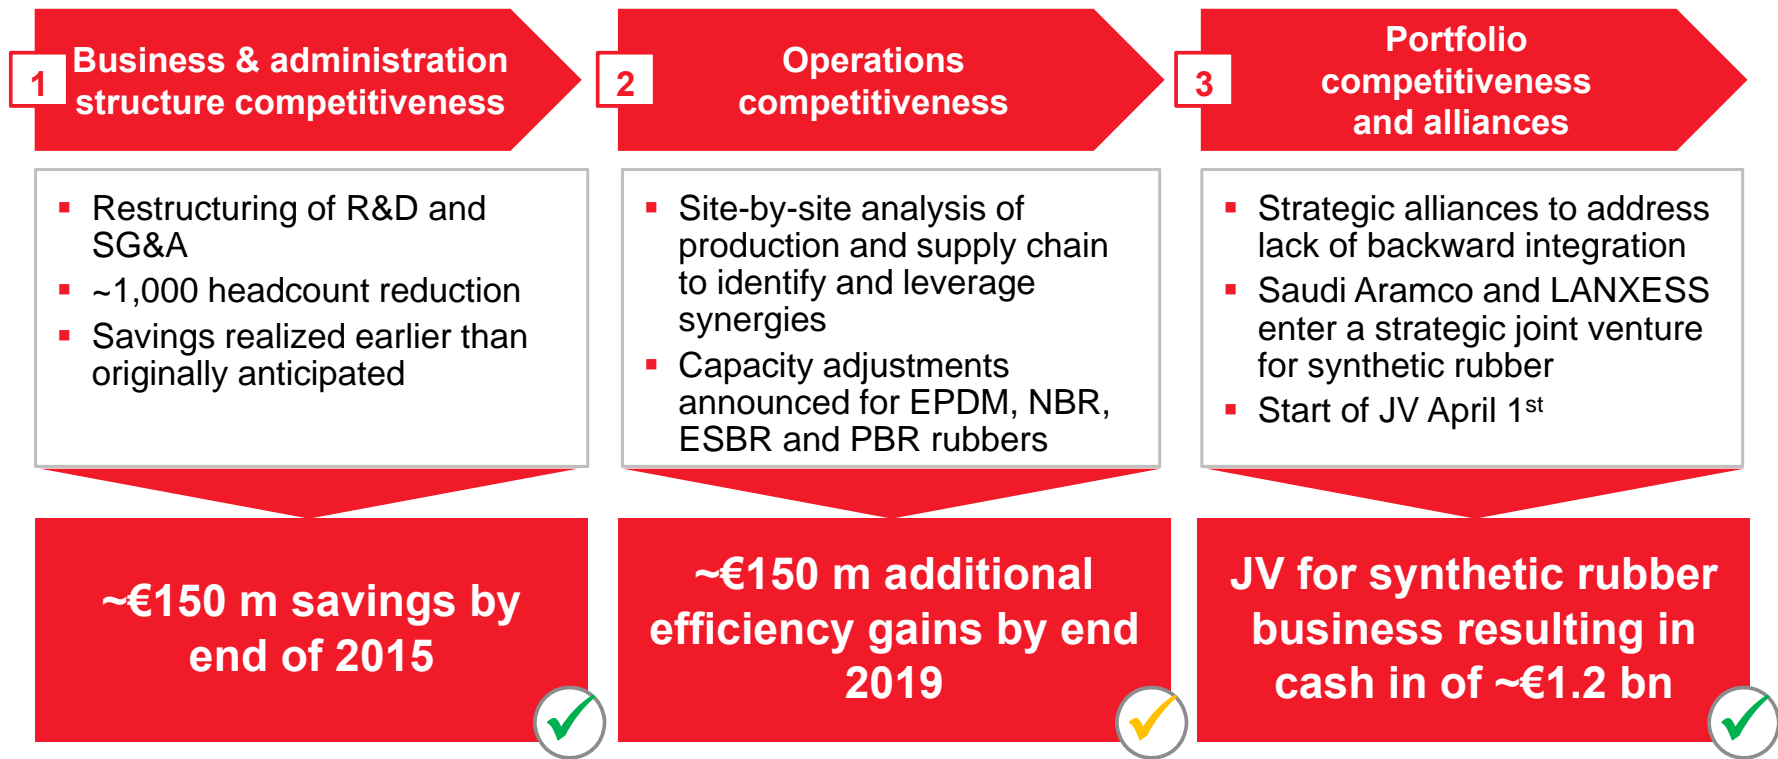 1
Business & administration
structure competitiveness
▪ Restructuring of R&D and
SG&A
▪ ~1,000 headcount reduction
▪ Savings realized earlier than
originally anticipated
~€150 m savings by
end of 2015
2
Operations
competitiveness
▪ Site-by-site analysis of
production and supply chain
to identify and leverage
synergies
▪ Capacity adjustments
announced for EPDM, NBR,
ESBR and PBR rubbers
~€150 m additional
efficiency gains by end
2019
3
Portfolio
competitiveness
and alliances
▪ Strategic alliances to address
lack of backward integration
▪ Saudi Aramco and LANXESS
enter a strategic joint venture
for synthetic rubber
▪ Start of JV April 1st
JV for synthetic rubber
business resulting in
cash in of ~€1.2 bn